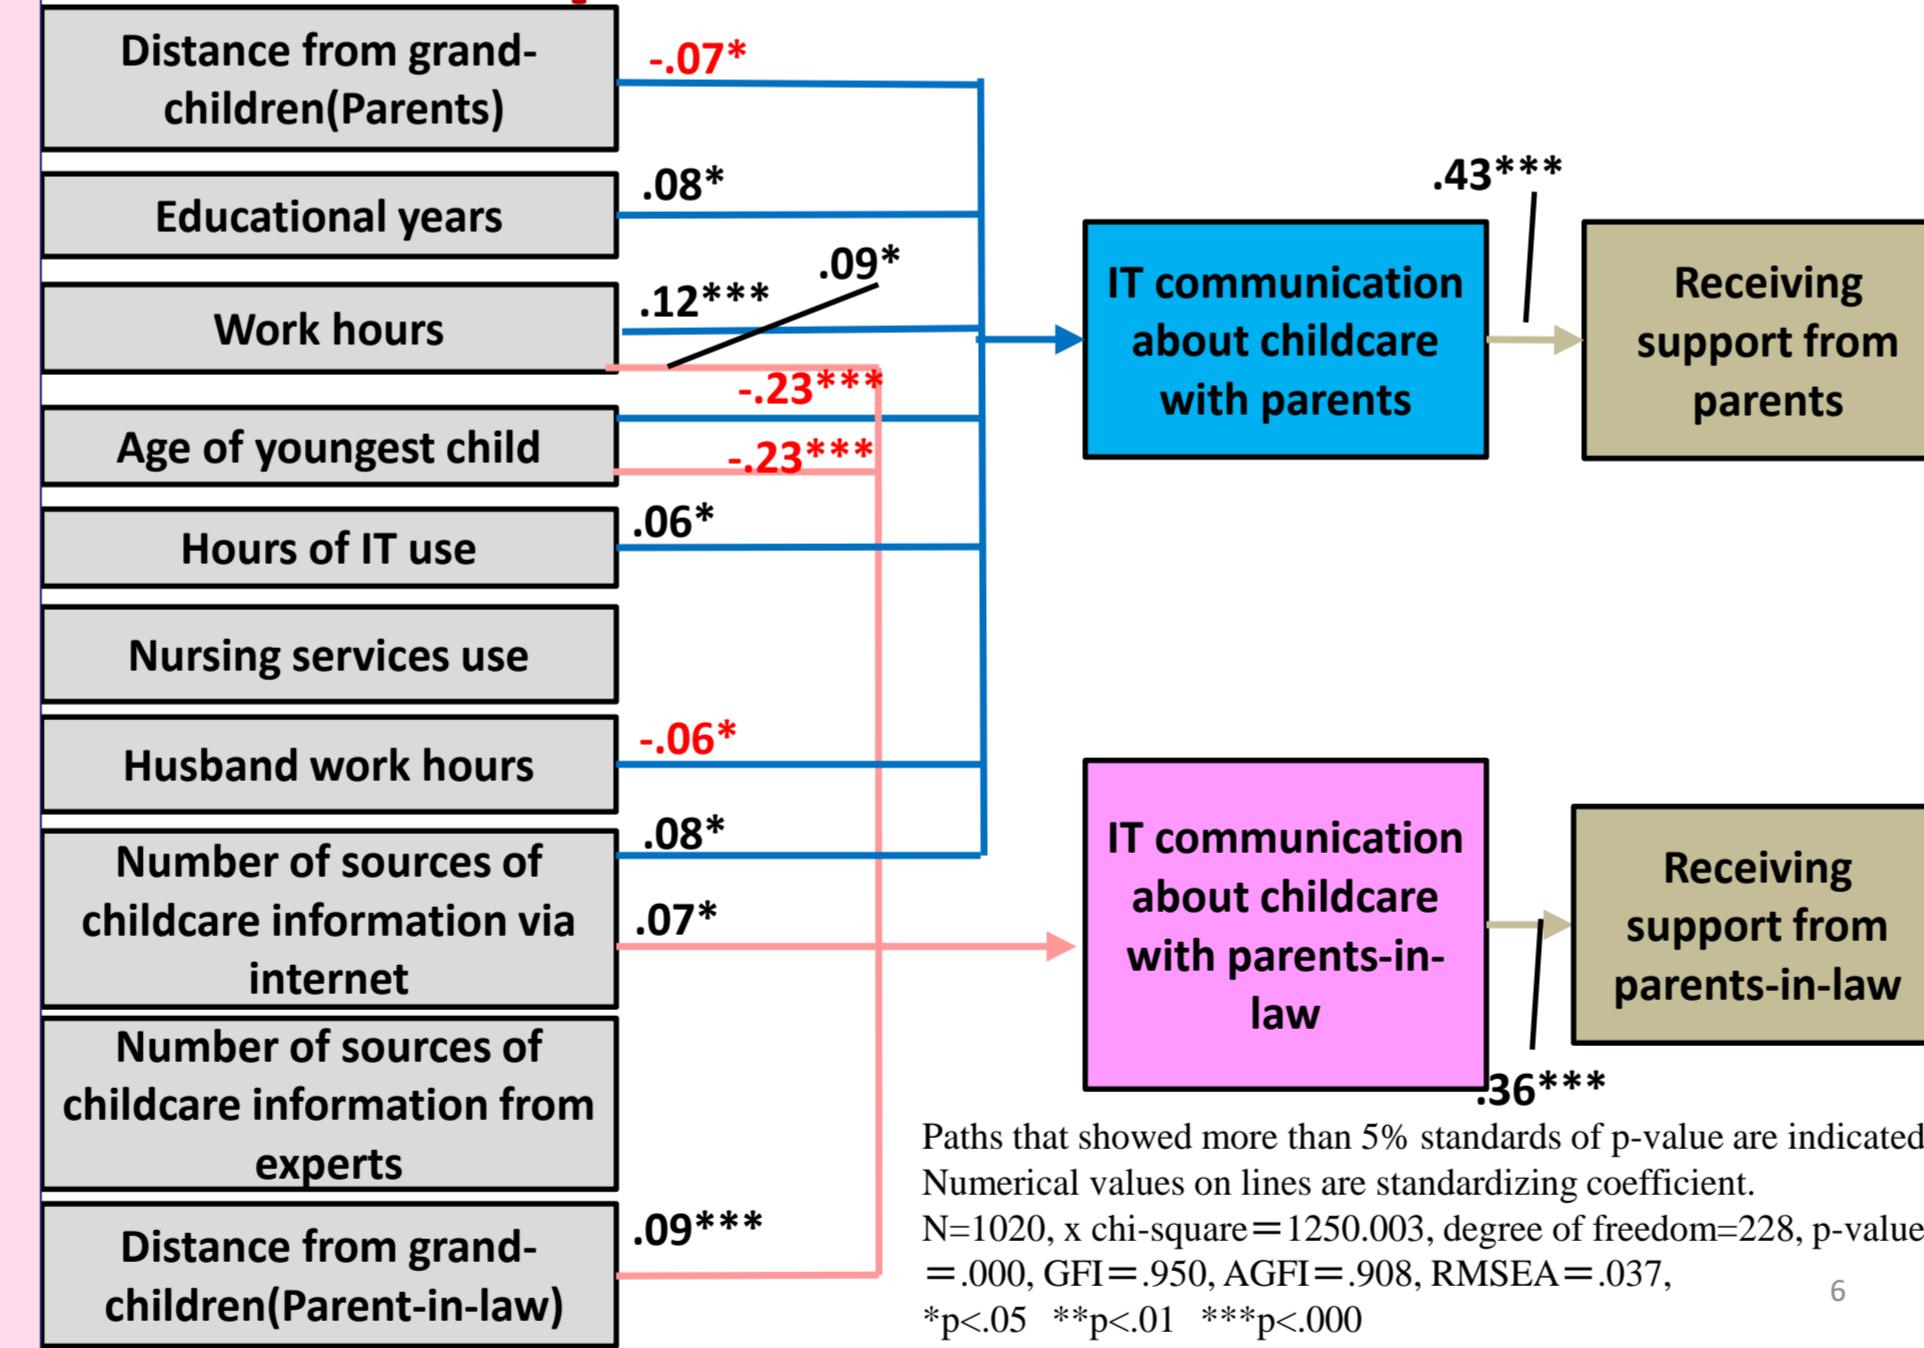 Distance from grand-
children(Parents)
-.07*
Educational years
.08*
Work hours
.12***
.09*
Age of youngest child
-.23***
-.23***
Hours of IT use
.06*
Nursing services use
Husband work hours
-.06*
Number of sources of
childcare information via
internet
.08*
.07*
Number of sources of
childcare information from
experts
Distance from grand-
children(Parent-in-law)
.09***
IT communication
about childcare
with parents
.43***
Receiving
support from
parents
IT communication
about childcare
with parents-in-
law
.36***
Receiving
support from
parents-in-law
Paths that showed more than 5% standards of p-value are indicated
Numerical values on lines are standardizing coefficient.
N=1020, x chi-square＝1250.003, degree of freedom=228, p-value
＝.000, GFI＝.950, AGFI＝.908, RMSEA＝.037,
*p<.05 **p<.01 ***p<.000
6